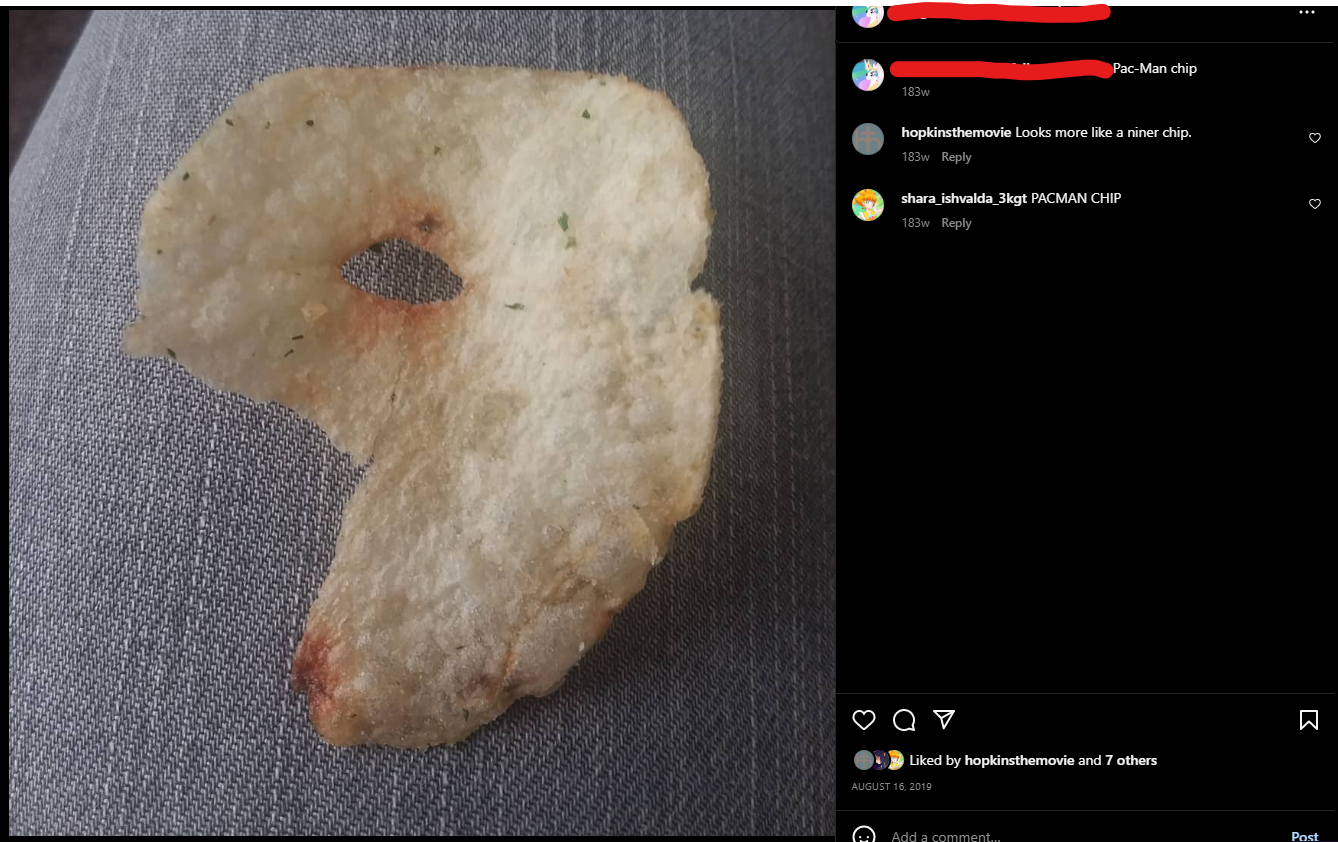 Pac-Man chip
183w
hopkinsthemovie Looks more like a niner chip.
183w Reply
shara_ishvalda_3kgt PACMAN CHIP
183w Reply
Liked by hopkinsthemovie and 7 others
AUGUST 16, 2019
Add a comment...
Post